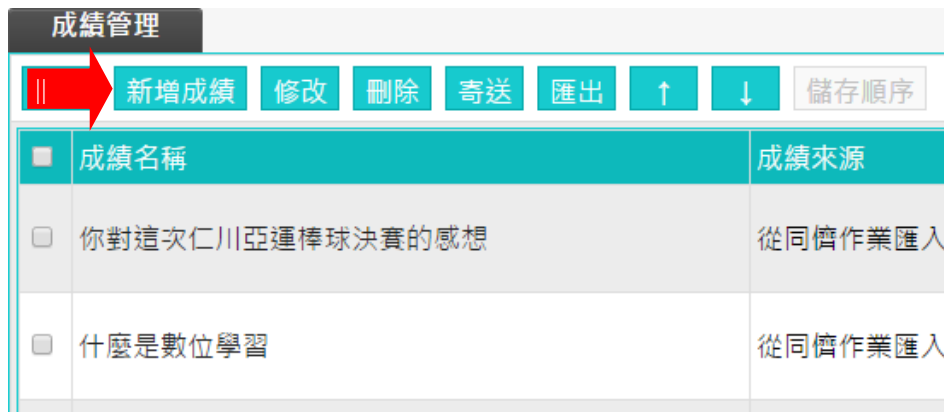 成績管理
新增成績 修改 刪除 寄送 匯出 ↑ ↓ 儲存順序
成績名稱 成績來源
你對這次仁川亞運棒球決賽的感想 從同儕作業匯入
什麼是數位學習 從同儕作業匯入